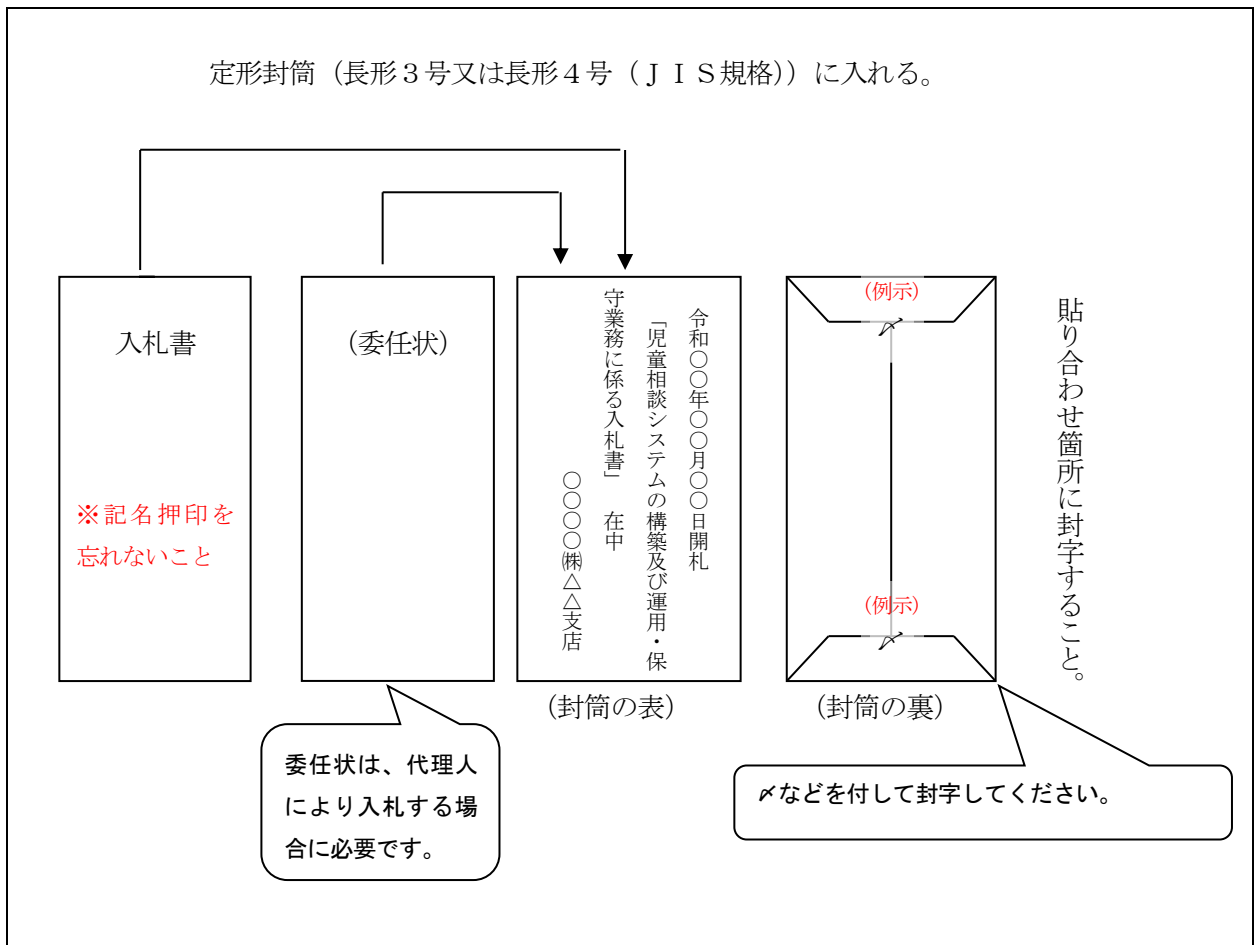 定形封筒（長形３号又は長形４号（ＪＩＳ規格））に入れる。
入札書
※記名押印を
忘れないこと
（委任状）
令和〇〇年〇〇月〇〇日開札
「児童相談システムの構築及び運用・保
守業務に係る入札書」　在中
〇〇〇〇㈱△△支店
（封筒の表）
（例示）
〆
（例示）
〆
（封筒の裏）
貼り合わせ箇所に封字すること。
委任状は、代理人
により入札する場
合に必要です。
〆などを付して封字してください。